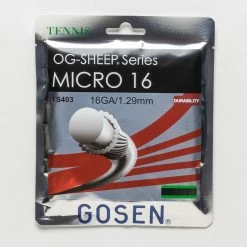 TENNIS
OG-SHEEP® Series
MICRO 16
TS403
16GA/1.29mm
DURABILITY
GOSEN®